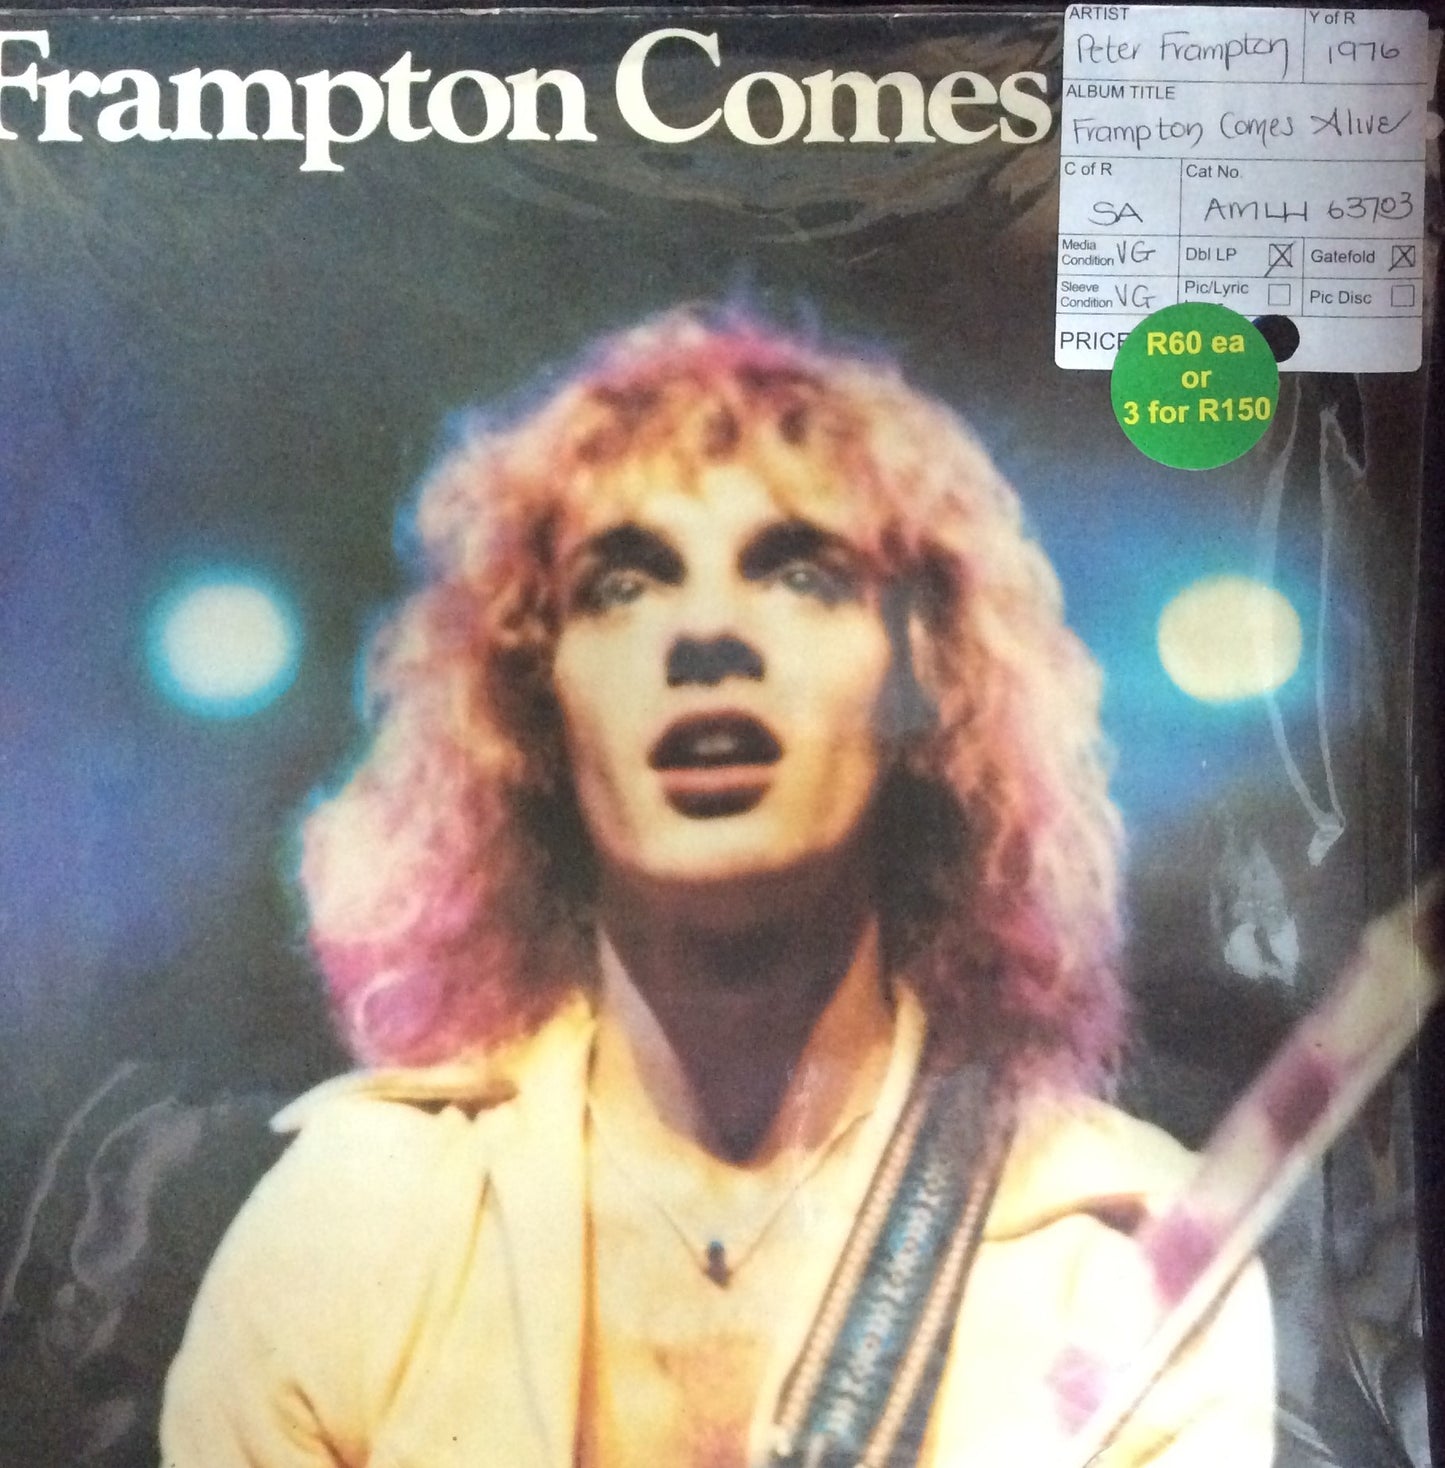 Frampton Comes
ARTIST
Y of R
Peter Frampton
1976
ALBUM TITLE
Frampton Comes Alive
C of R
Cat No.
SA
AMLH 63703
Media
Condition VG
Dbl LP
Gatefold
Sleeve
Condition VG
Pic/Lyric
Pic Disc
PRICE
R60 ea
or
3 for R150